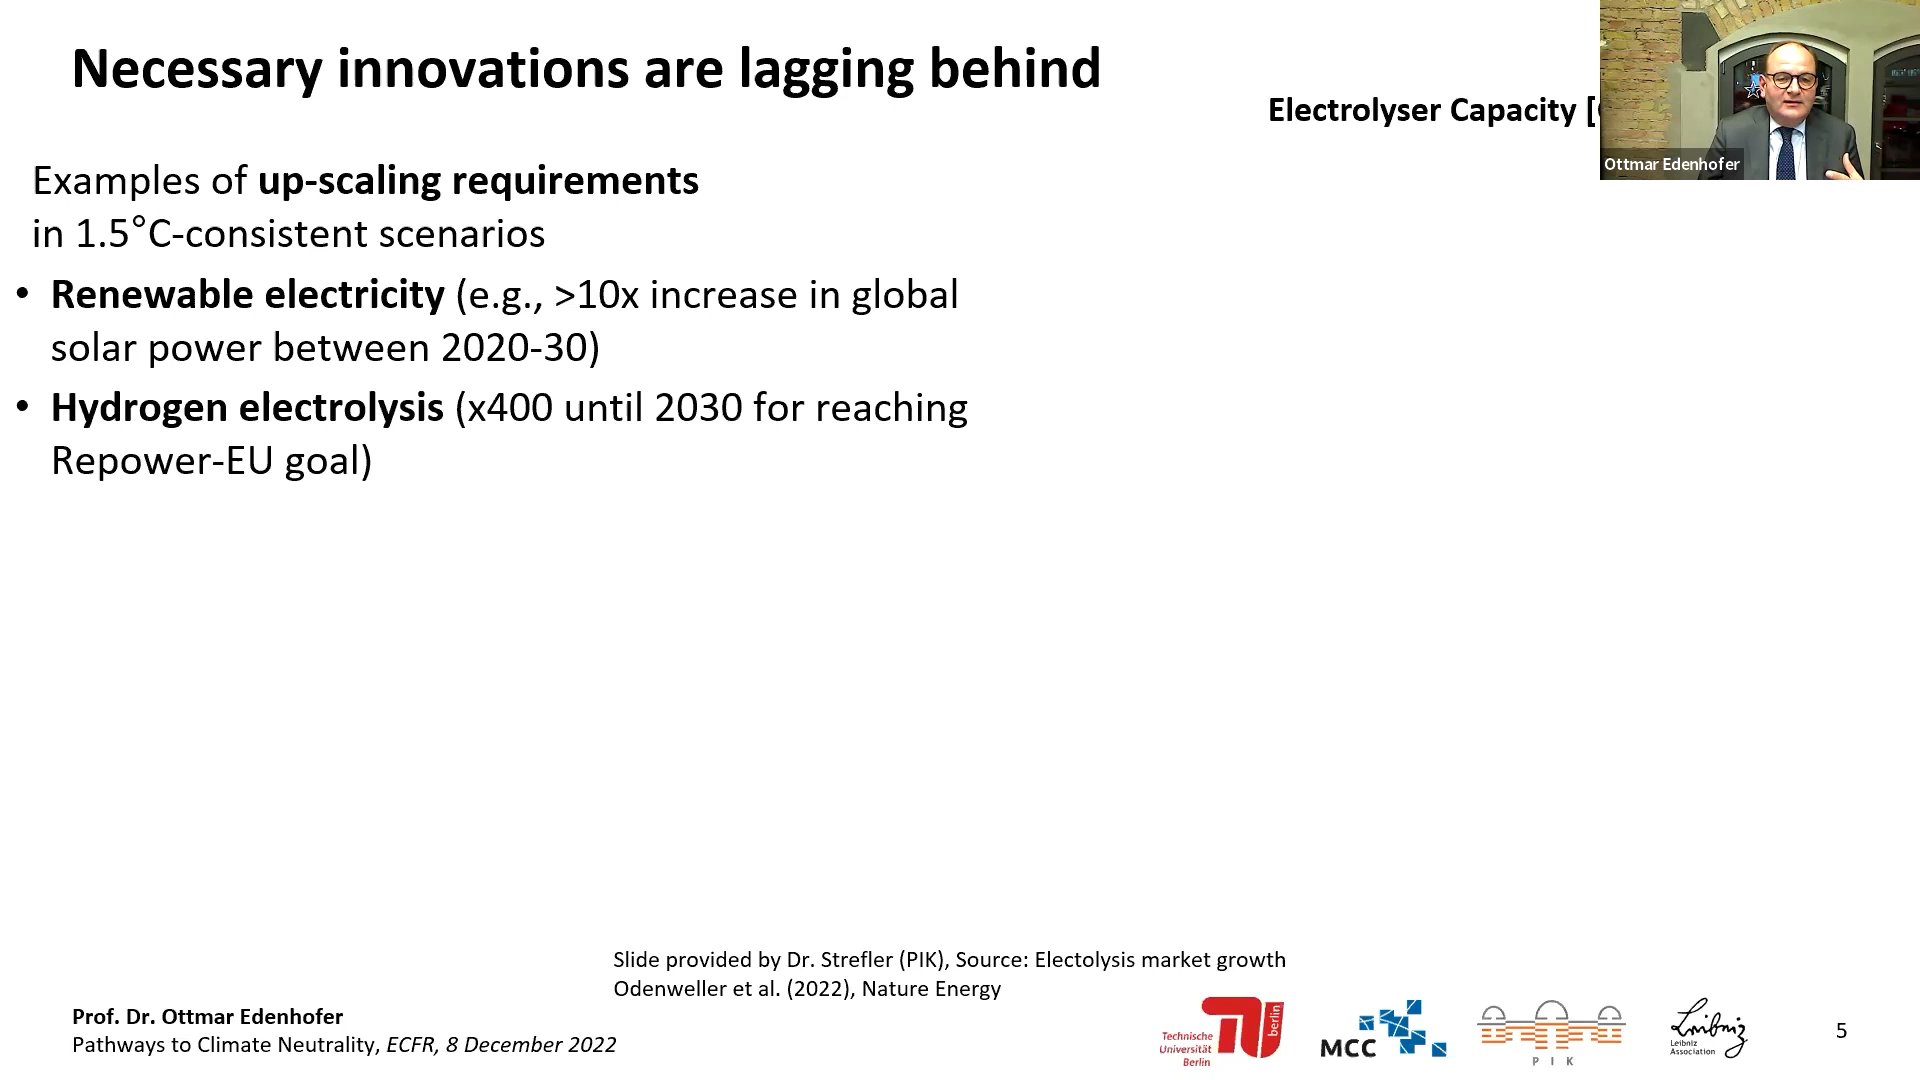 Necessary innovations are lagging behind
Electrolyser Capacity [
Ottmar Edenhofer
Examples of up-scaling requirements
in 1.5°C-consistent scenarios
• Renewable electricity (e.g., >10x increase in global
solar power between 2020-30)
• Hydrogen electrolysis (x400 until 2030 for reaching
Repower-EU goal)
Slide provided by Dr. Strefler (PIK), Source: Electolysis market growth
Odenweller et al. (2022), Nature Energy
Prof. Dr. Ottmar Edenhofer
Pathways to Climate Neutrality, ECFR, 8 December 2022
Technische
Universität
Berlin
berlin
MCC
P I K
Leibniz
Leibniz
Association
5